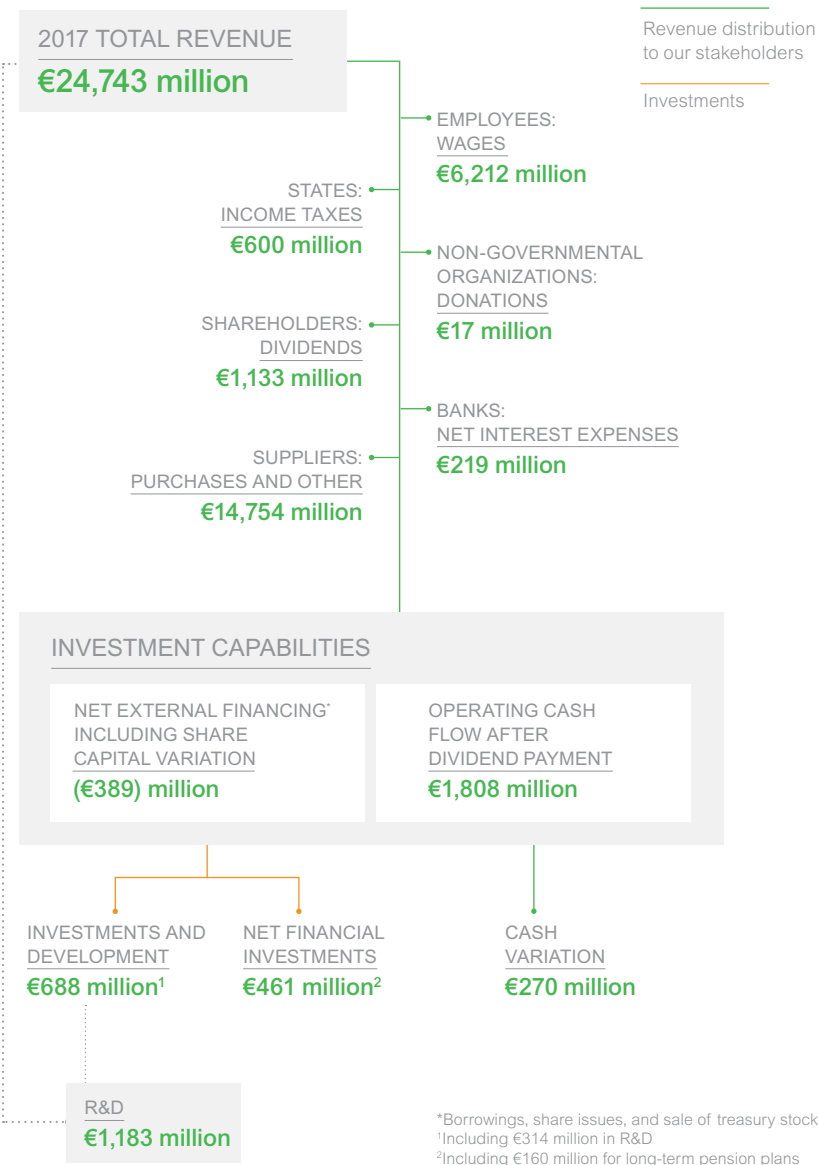 2017 TOTAL REVENUE
€24,743 million
Revenue distribution
to our stakeholders
Investments
EMPLOYEES:
WAGES
€6,212 million
STATES:
INCOME TAXES
€600 million
NON-GOVERNMENTAL
ORGANIZATIONS:
DONATIONS
€17 million
SHAREHOLDERS:
DIVIDENDS
€1,133 million
BANKS:
NET INTEREST EXPENSES
€219 million
SUPPLIERS:
PURCHASES AND OTHER
€14,754 million
INVESTMENT CAPABILITIES
NET EXTERNAL FINANCING*
INCLUDING SHARE
CAPITAL VARIATION
(€389) million
OPERATING CASH
FLOW AFTER
DIVIDEND PAYMENT
€1,808 million
INVESTMENTS AND
DEVELOPMENT
€688 million¹
NET FINANCIAL
INVESTMENTS
€461 million²
CASH
VARIATION
€270 million
R&D
€1,183 million
*Borrowings, share issues, and sale of treasury stock
¹Including €314 million in R&D
²Including €160 million for long-term pension plans